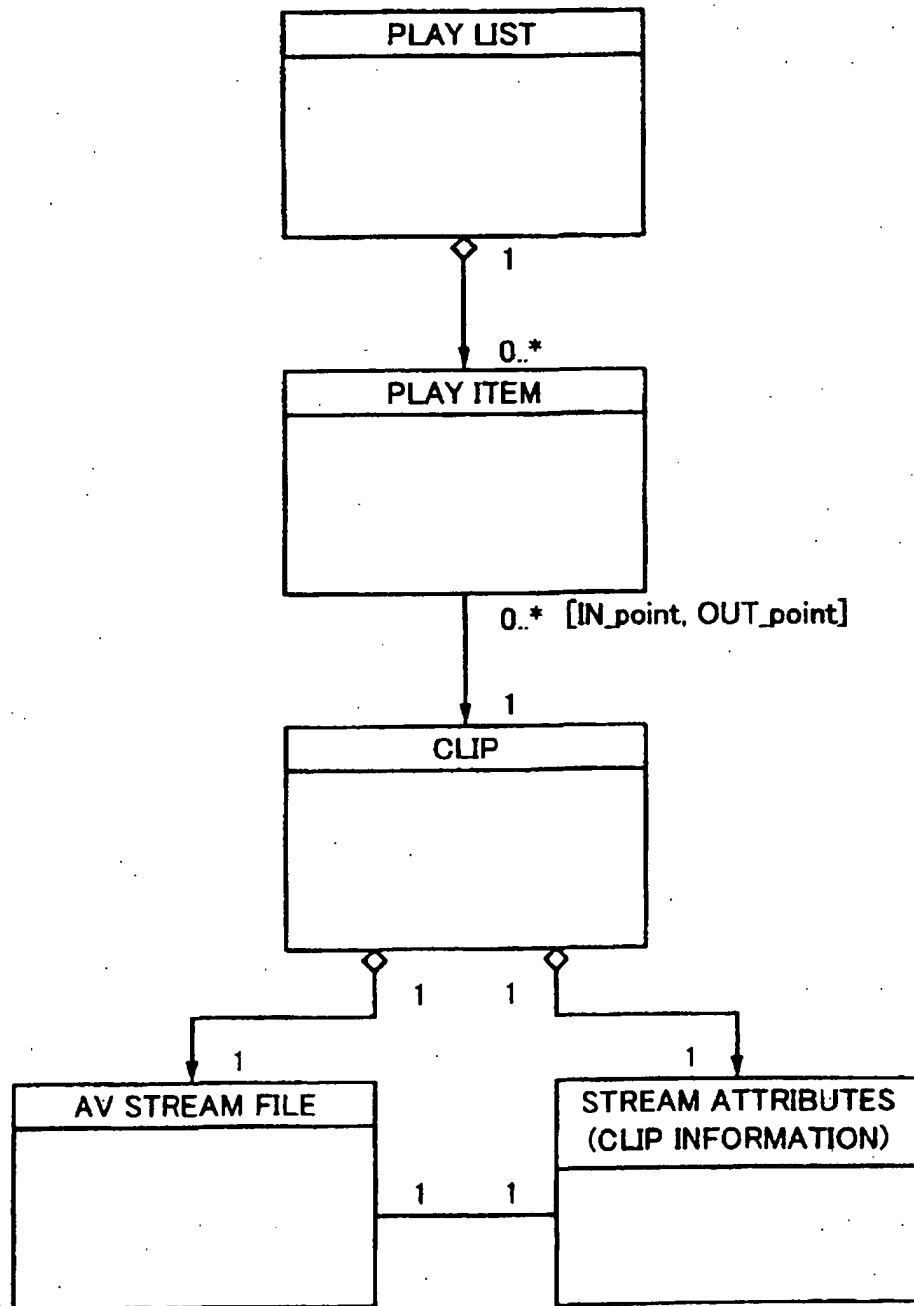 PLAY LIST
1
0..*
PLAY ITEM
0..* [IN_point, OUT_point]
1
CLIP
1 1
1 1
AV STREAM FILE
STREAM ATTRIBUTES
(CLIP INFORMATION)
1 1